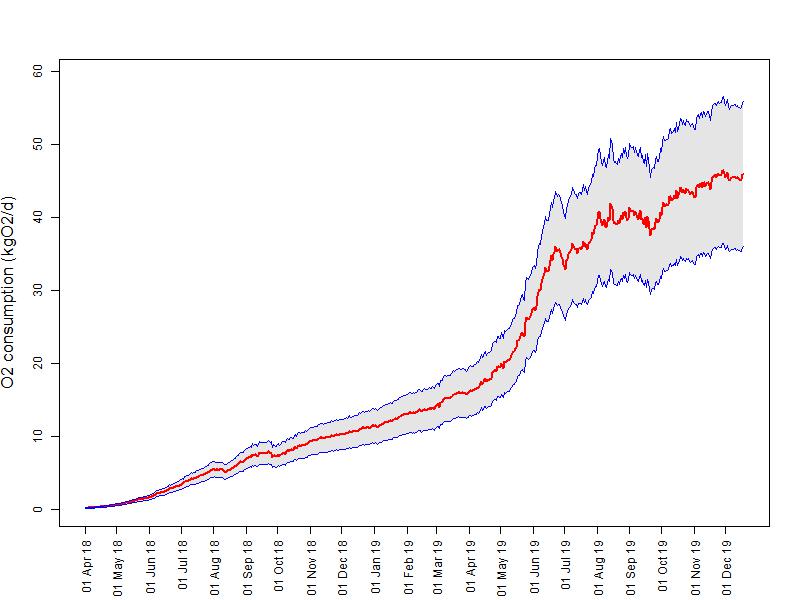 O2 consumption (kgO2/d)
60
50
40
30
20
10
0
01 Apr 18
01 May 18
01 Jun 18
01 Jul 18
01 Aug 18
01 Sep 18
01 Oct 18
01 Nov 18
01 Dec 18
01 Jan 19
01 Feb 19
01 Mar 19
01 Apr 19
01 May 19
01 Jun 19
01 Jul 19
01 Aug 19
01 Sep 19
01 Oct 19
01 Nov 19
01 Dec 19